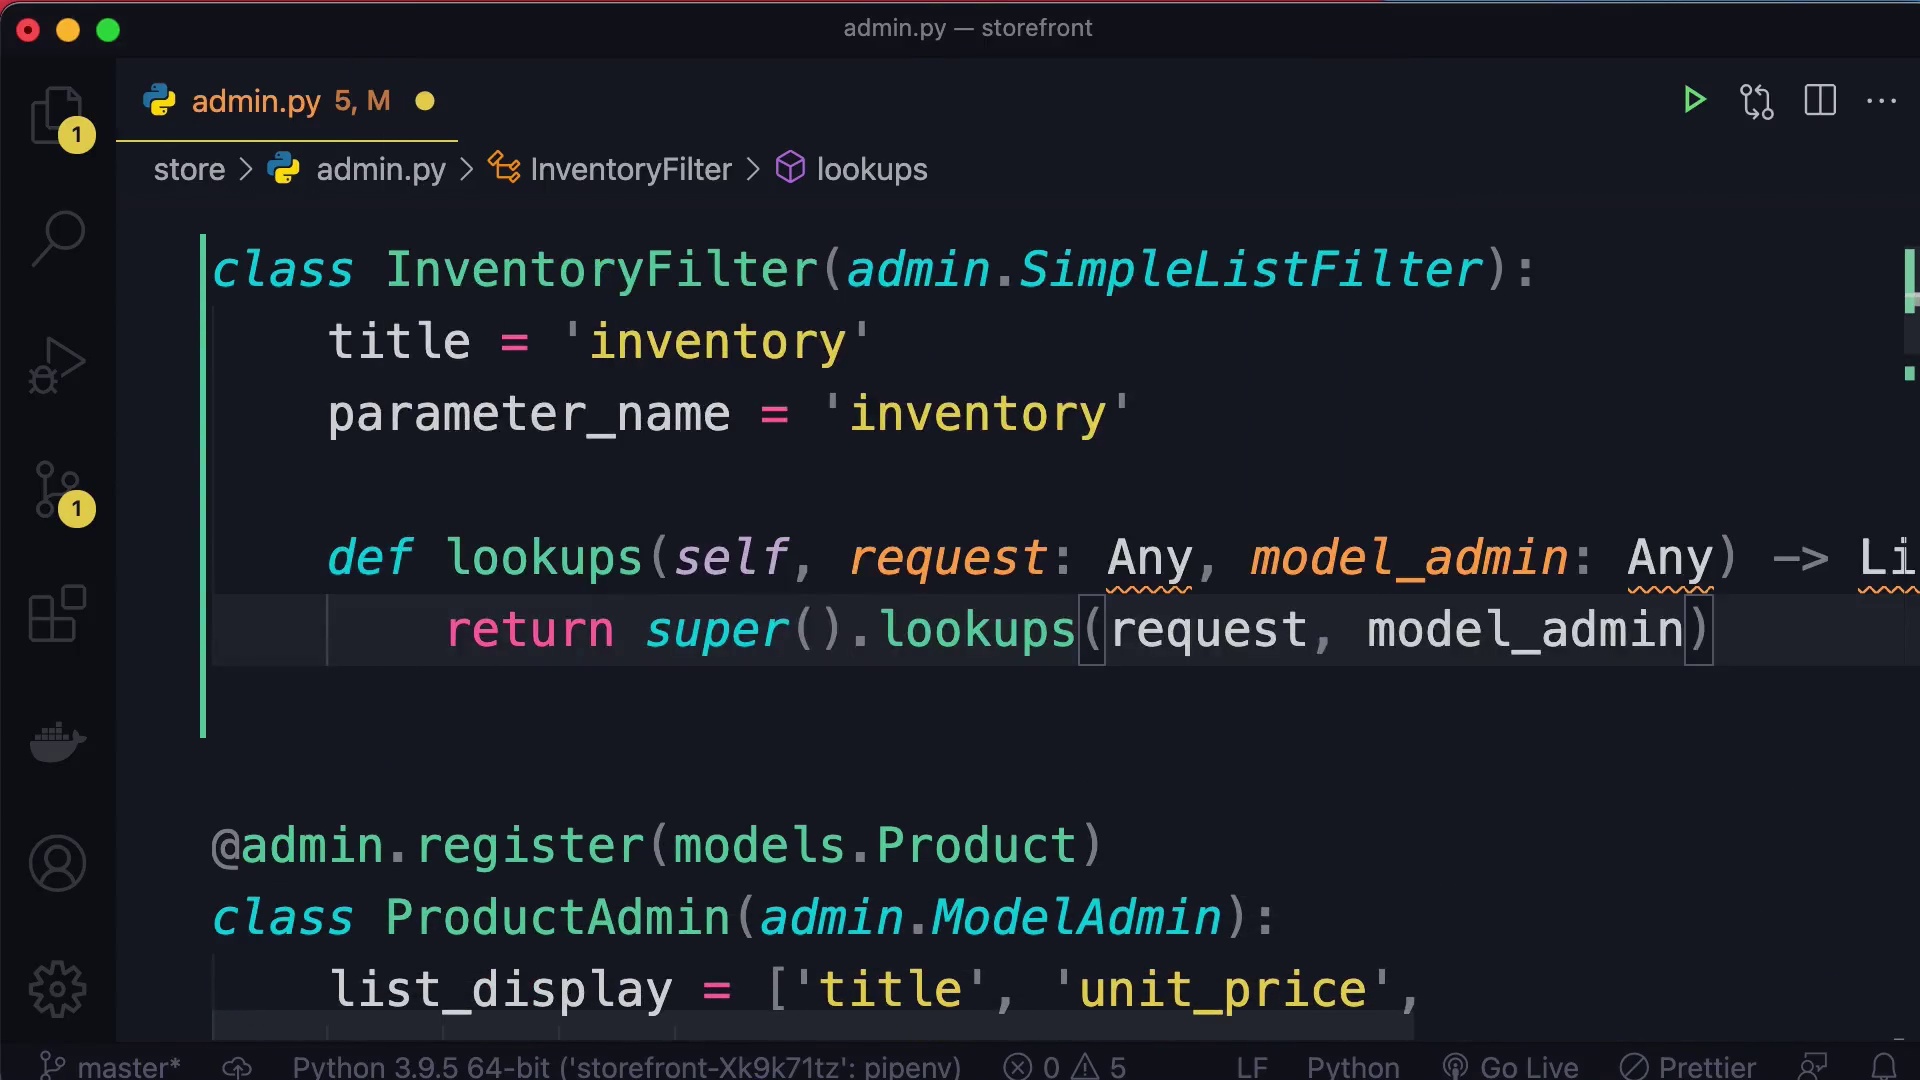 admin.py — storefront
admin.py 5, M
1
store > admin.py > InventoryFilter > lookups
class InventoryFilter(admin.SimpleListFilter):
title = 'inventory'
parameter_name = 'inventory'
1
def lookups(self, request: Any, model_admin: Any) -> Li
return super().lookups(request, model_admin)
@admin.register(models.Product)
class ProductAdmin(admin.ModelAdmin):
list_display = ['title', 'unit_price',
master* Python 3.9.5 64-bit ('storefront-Xk9k71tz': pipenv) 0 5 LF Python Go Live Prettier